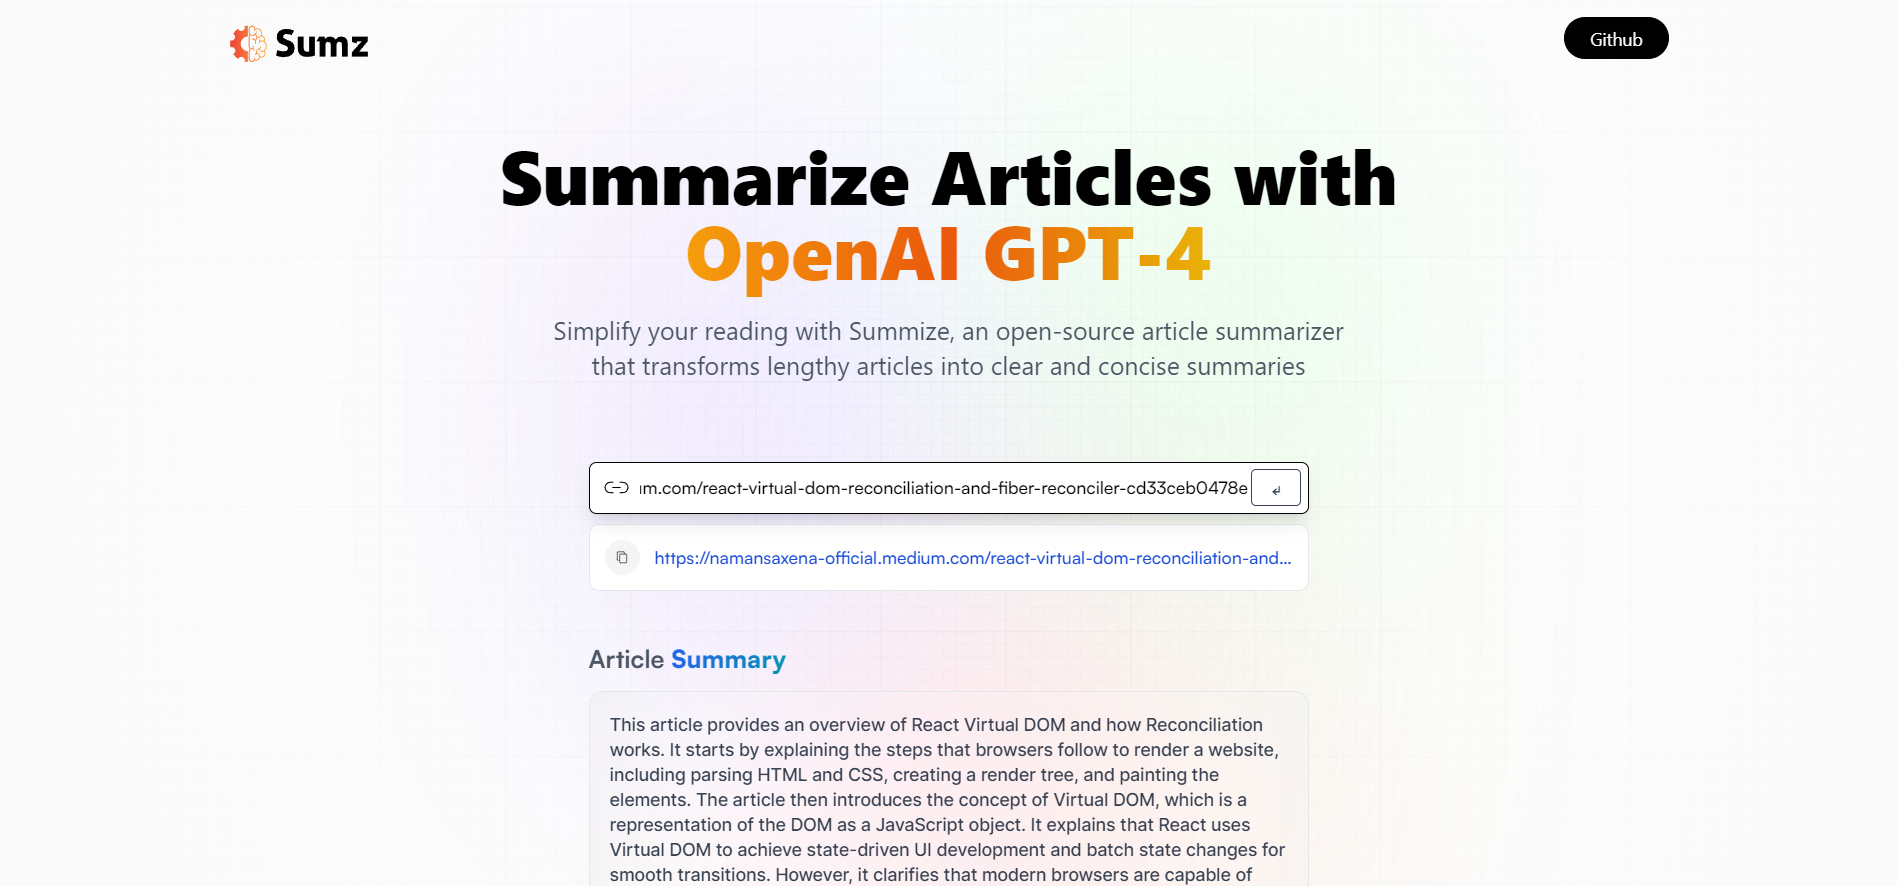 Sumz
Github
Summarize Articles with
OpenAI GPT-4
Simplify your reading with Summize, an open-source article summarizer
that transforms lengthy articles into clear and concise summaries
m.com/react-virtual-dom-reconciliation-and-fiber-reconciler-cd33ceb0478e
https://namansaxena-official.medium.com/react-virtual-dom-reconciliation-and...
Article Summary
This article provides an overview of React Virtual DOM and how Reconciliation
works. It starts by explaining the steps that browsers follow to render a website,
including parsing HTML and CSS, creating a render tree, and painting the
elements. The article then introduces the concept of Virtual DOM, which is a
representation of the DOM as a JavaScript object. It explains that React uses
Virtual DOM to achieve state-driven UI development and batch state changes for
smooth transitions. However, it clarifies that modern browsers are capable of